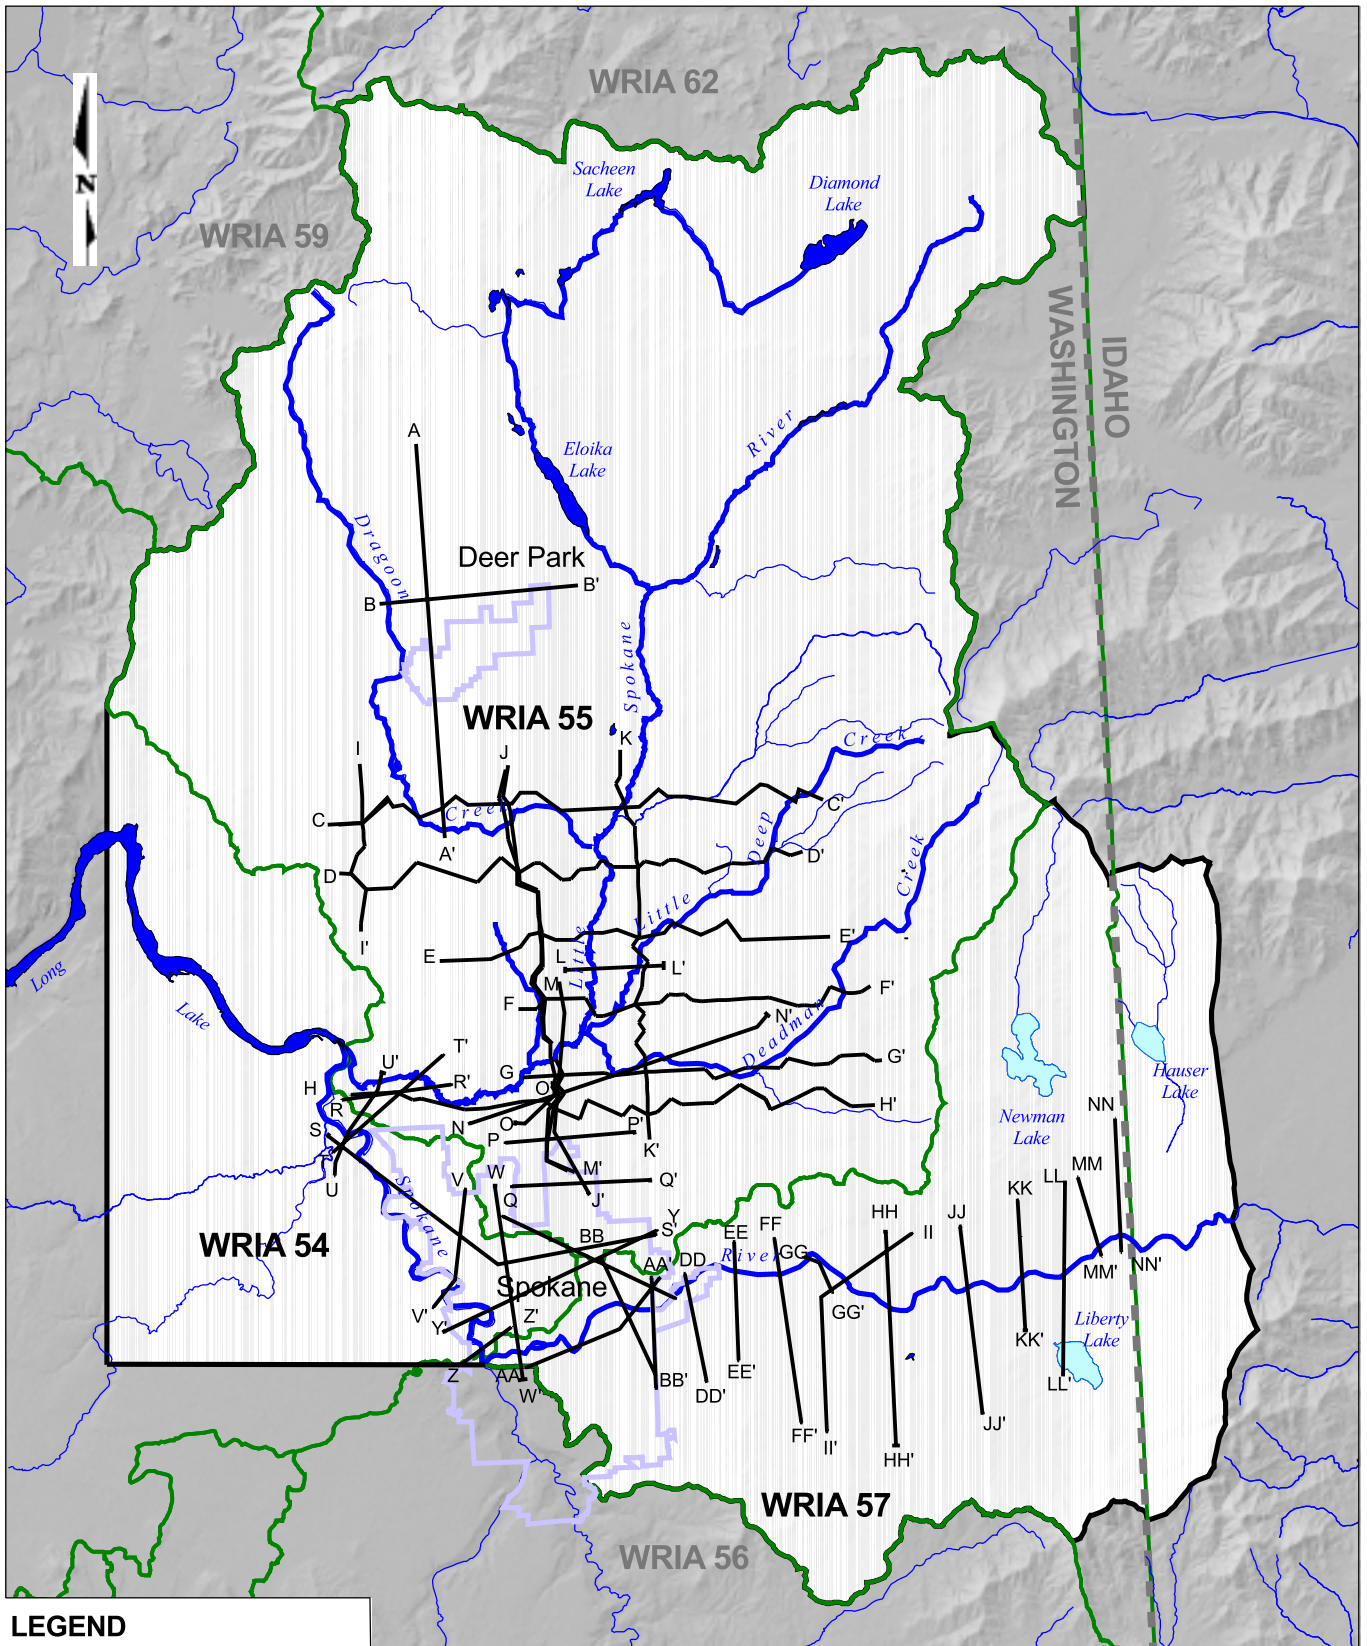 WRIA 62
Sacheen
Lake
Diamond
Lake
N
WRIA 59
WASHINGTON
IDAHO
A
River
Eloika
Lake
Dragoon
Deer Park
B
B'
Spokane
WRIA 55
I
J
K
Creek
C
Creek
C'
A'
Deep
D
D'
Creek
Little
I'
E
E'
Little
L
L'
Long
M
F
F'
Lake
N'
Deadman
T'
U'
G
G'
R'
H
O'
Hauser
Lake
R
H'
NN
Newman
Lake
S
N
O
P
P'
K'
T
U
V
W
M'
Q'
MM
LL
KK
Spokane
Q
J'
Y
S'
FF
HH
JJ
II
WRIA 54
BB
EE
River
GG
AA'
DD
MM'
NN'
Spokane
V'
Y'
Z'
GG'
Liberty
Lake
KK'
Z
AA
W'
BB'
DD'
EE'
LL'
FF'
II'
JJ'
HH'
WRIA 57
WRIA 56
LEGEND